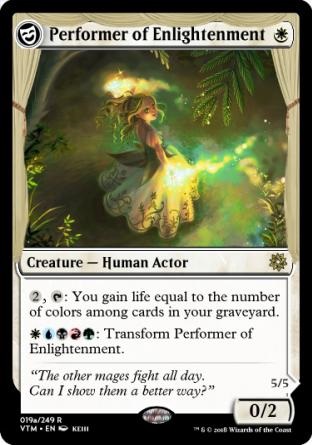 Performer of Enlightenment
Creature — Human Actor
2, : You gain life equal to the number
of colors among cards in your graveyard.
: Transform Performer of
Enlightenment.
“The other mages fight all day.
Can I show them a better way?”
5/5
0/2
019a/249 R
VTM • EN KEIII
™ & © 2018 Wizards of the Coast